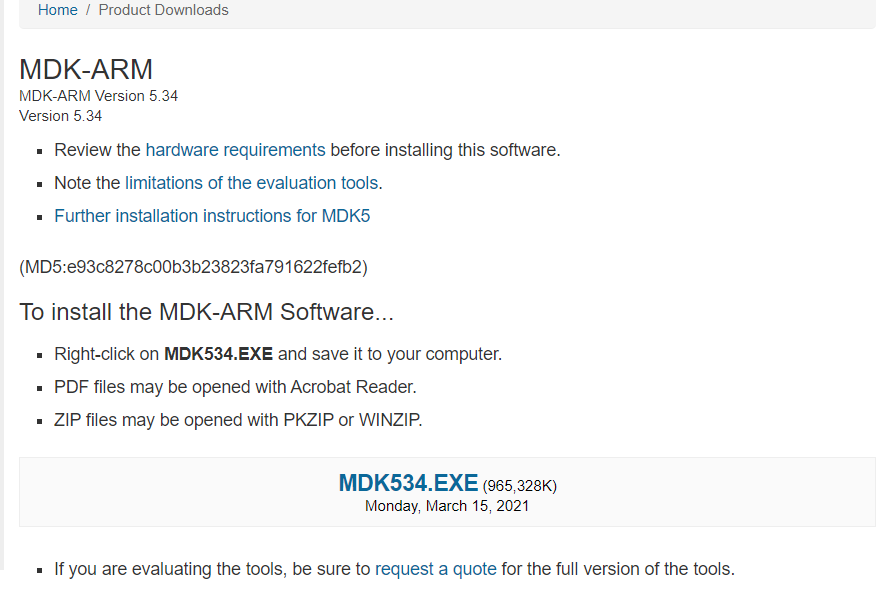 Home / Product Downloads
MDK-ARM
MDK-ARM Version 5.34
Version 5.34
Review the hardware requirements before installing this software.
Note the limitations of the evaluation tools.
Further installation instructions for MDK5
(MD5:e93c8278c00b3b23823fa791622fefb2)
To install the MDK-ARM Software...
Right-click on MDK534.EXE and save it to your computer.
PDF files may be opened with Acrobat Reader.
ZIP files may be opened with PKZIP or WINZIP.
MDK534.EXE (965,328K)
Monday, March 15, 2021
If you are evaluating the tools, be sure to request a quote for the full version of the tools.